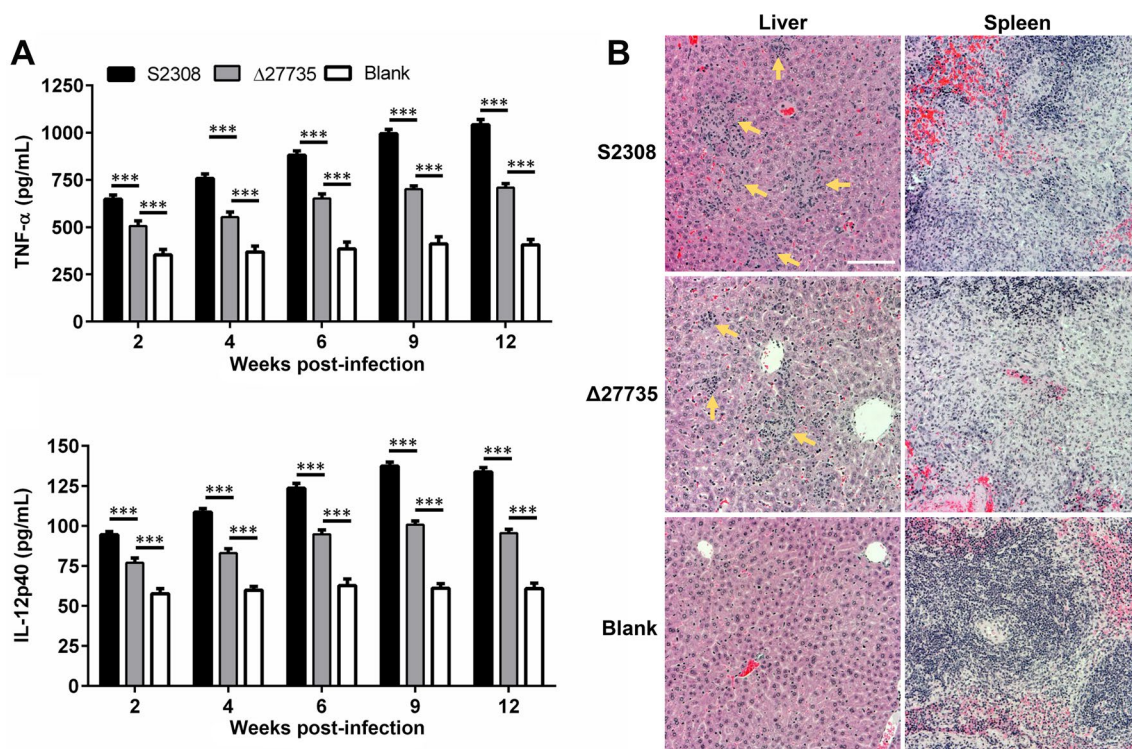 A
S2308 Δ27735 Blank
TNF-α (pg/mL)
1250
1000
750
500
250
0
*** *** *** *** ***
*** *** *** *** ***
2 4 6 9 12
Weeks post-infection
IL-12p40 (pg/mL)
150
125
100
75
50
25
0
*** *** *** *** ***
*** *** *** *** ***
2 4 6 9 12
Weeks post-infection
B
Liver Spleen
S2308
Δ27735
Blank